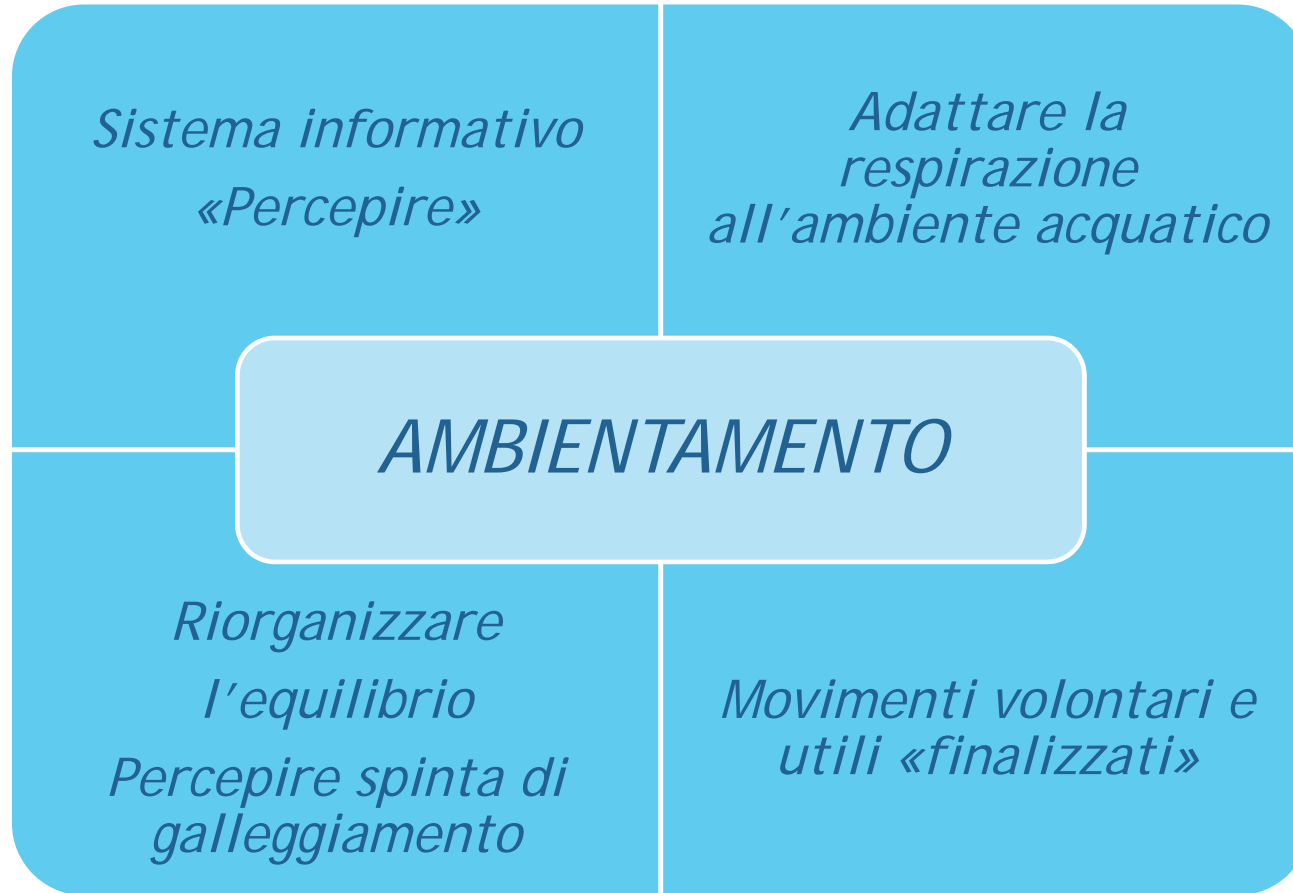 Sistema informativo
«Percepire»
Adattare la
respirazione
all’ambiente acquatico
AMBIENTAMENTO
Riorganizzare
l’equilibrio
Percepire spinta di
galleggiamento
Movimenti volontari e
utili «finalizzati»